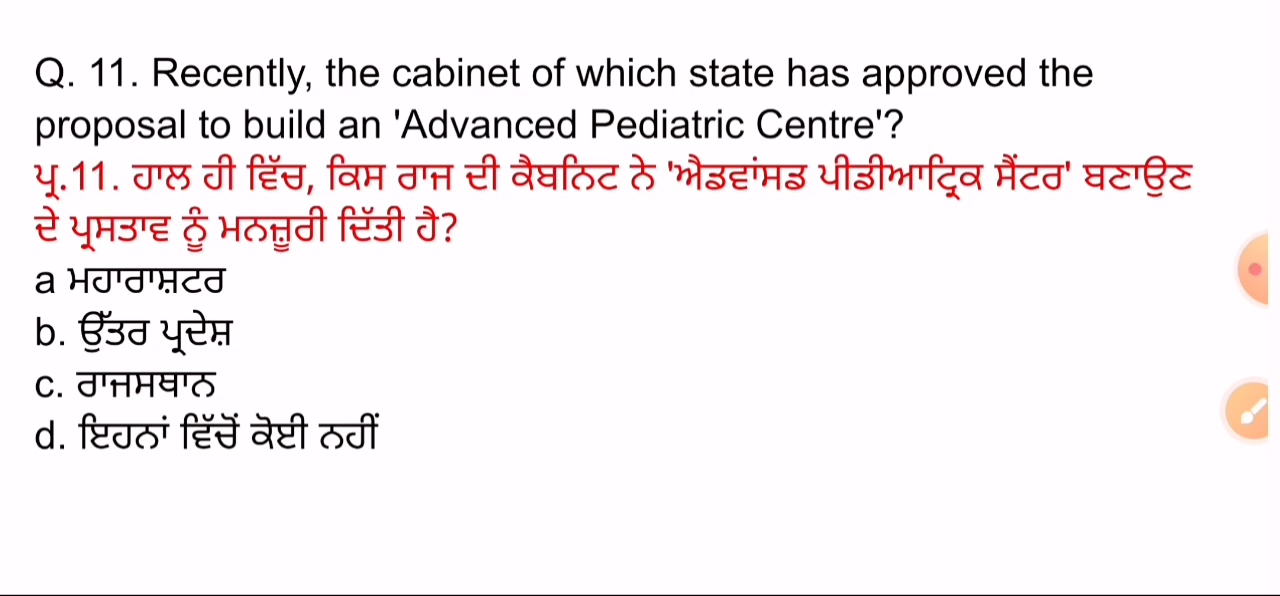 Q. 11. Recently, the cabinet of which state has approved the
proposal to build an 'Advanced Pediatric Centre'?
ਪ੍ਰ.11. ਹਾਲ ਹੀ ਵਿੱਚ, ਕਿਸ ਰਾਜ ਦੀ ਕੈਬਨਿਟ ਨੇ 'ਐਡਵਾਂਸਡ ਪੀਡੀਆਟ੍ਰਿਕ ਸੈਂਟਰ' ਬਣਾਉਣ
ਦੇ ਪ੍ਰਸਤਾਵ ਨੂੰ ਮਨਜ਼ੂਰੀ ਦਿੱਤੀ ਹੈ?
a ਮਹਾਰਾਸ਼ਟਰ
b. ਉੱਤਰ ਪ੍ਰਦੇਸ਼
c. ਰਾਜਸਥਾਨ
d. ਇਹਨਾਂ ਵਿੱਚੋਂ ਕੋਈ ਨਹੀਂ